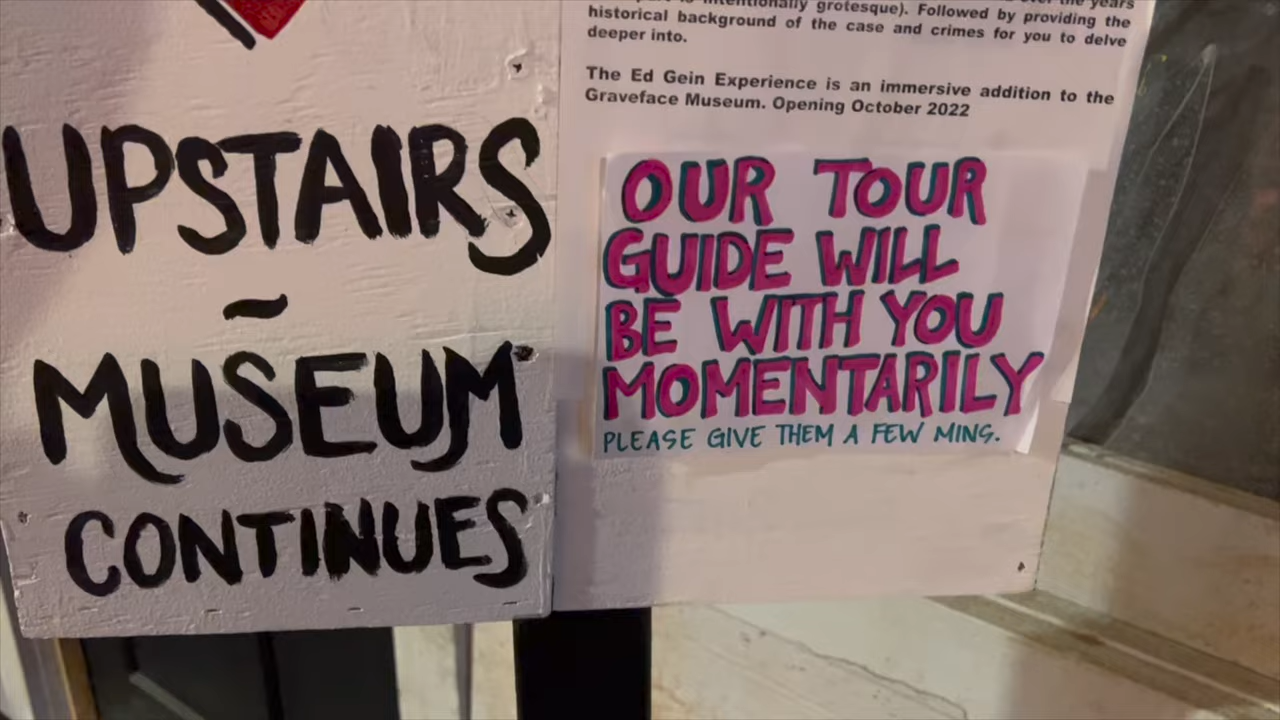 UPSTAIRS
~
MUSEUM
CONTINUES
intentionally grotesque). Followed by providing the
historical background of the case and crimes for you to delve
deeper into.
The Ed Gein Experience is an immersive addition to the
Graveface Museum. Opening October 2022
OUR TOUR
GUIDE WILL
BE WITH YOU
MOMENTARILY
PLEASE GIVE THEM A FEW MINS.